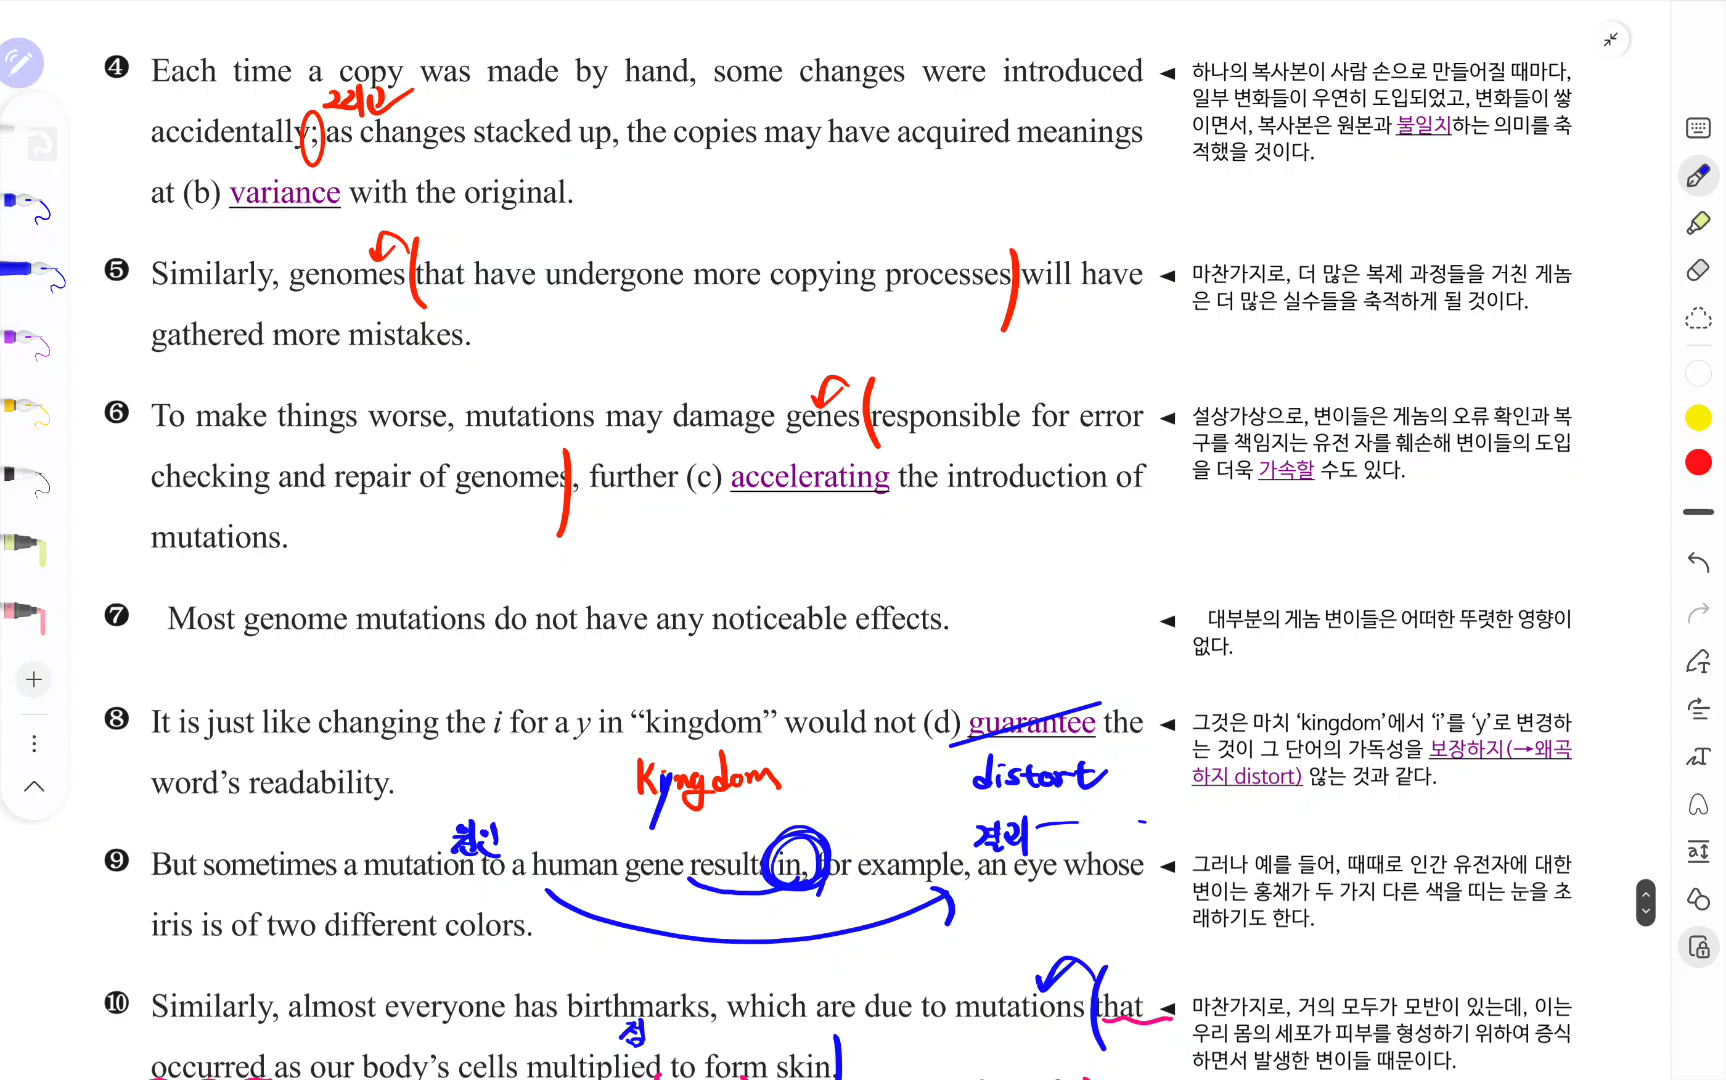 ❹ Each time a copy was made by hand, some changes were introduced
그리고
accidentally; as changes stacked up, the copies may have acquired meanings
at (b) variance with the original.
하나의 복사본이 사람 손으로 만들어질 때마다,
일부 변화들이 우연히 도입되었고, 변화들이 쌓
이면서, 복사본은 원본과 불일치하는 의미를 축
적했을 것이다.
❺ Similarly, genomes that have undergone more copying processes will have
gathered more mistakes.
마찬가지로, 더 많은 복제 과정들을 거친 게놈
은 더 많은 실수들을 축적하게 될 것이다.
❻ To make things worse, mutations may damage genes responsible for error
checking and repair of genomes, further (c) accelerating the introduction of
mutations.
설상가상으로, 변이들은 게놈의 오류 확인과 복
구를 책임지는 유전 자를 훼손해 변이들의 도입
을 더욱 가속할 수도 있다.
❼ Most genome mutations do not have any noticeable effects.
대부분의 게놈 변이들은 어떠한 뚜렷한 영향이
없다.
❽ It is just like changing the i for a y in “kingdom” would not (d) guarantee the
word’s readability.
kingdom
distort
그것은 마치 ‘kingdom’에서 ‘i’를 ‘y’로 변경하
는 것이 그 단어의 가독성을 보장하지(→왜곡
하지 distort) 않는 것과 같다.
원인
결과
❾ But sometimes a mutation to a human gene results in, for example, an eye whose
iris is of two different colors.
그러나 예를 들어, 때때로 인간 유전자에 대한
변이는 홍채가 두 가지 다른 색을 띠는 눈을 초
래하기도 한다.
❿ Similarly, almost everyone has birthmarks, which are due to mutations that
점
occurred as our body’s cells multiplied to form skin.
마찬가지로, 거의 모두가 모반이 있는데, 이는
우리 몸의 세포가 피부를 형성하기 위하여 증식
하면서 발생한 변이들 때문이다.